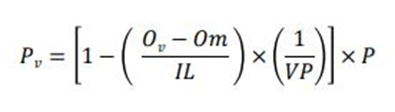 P_v = [1 − ((O_v − Om) / IL) × (1 / VP)] × P